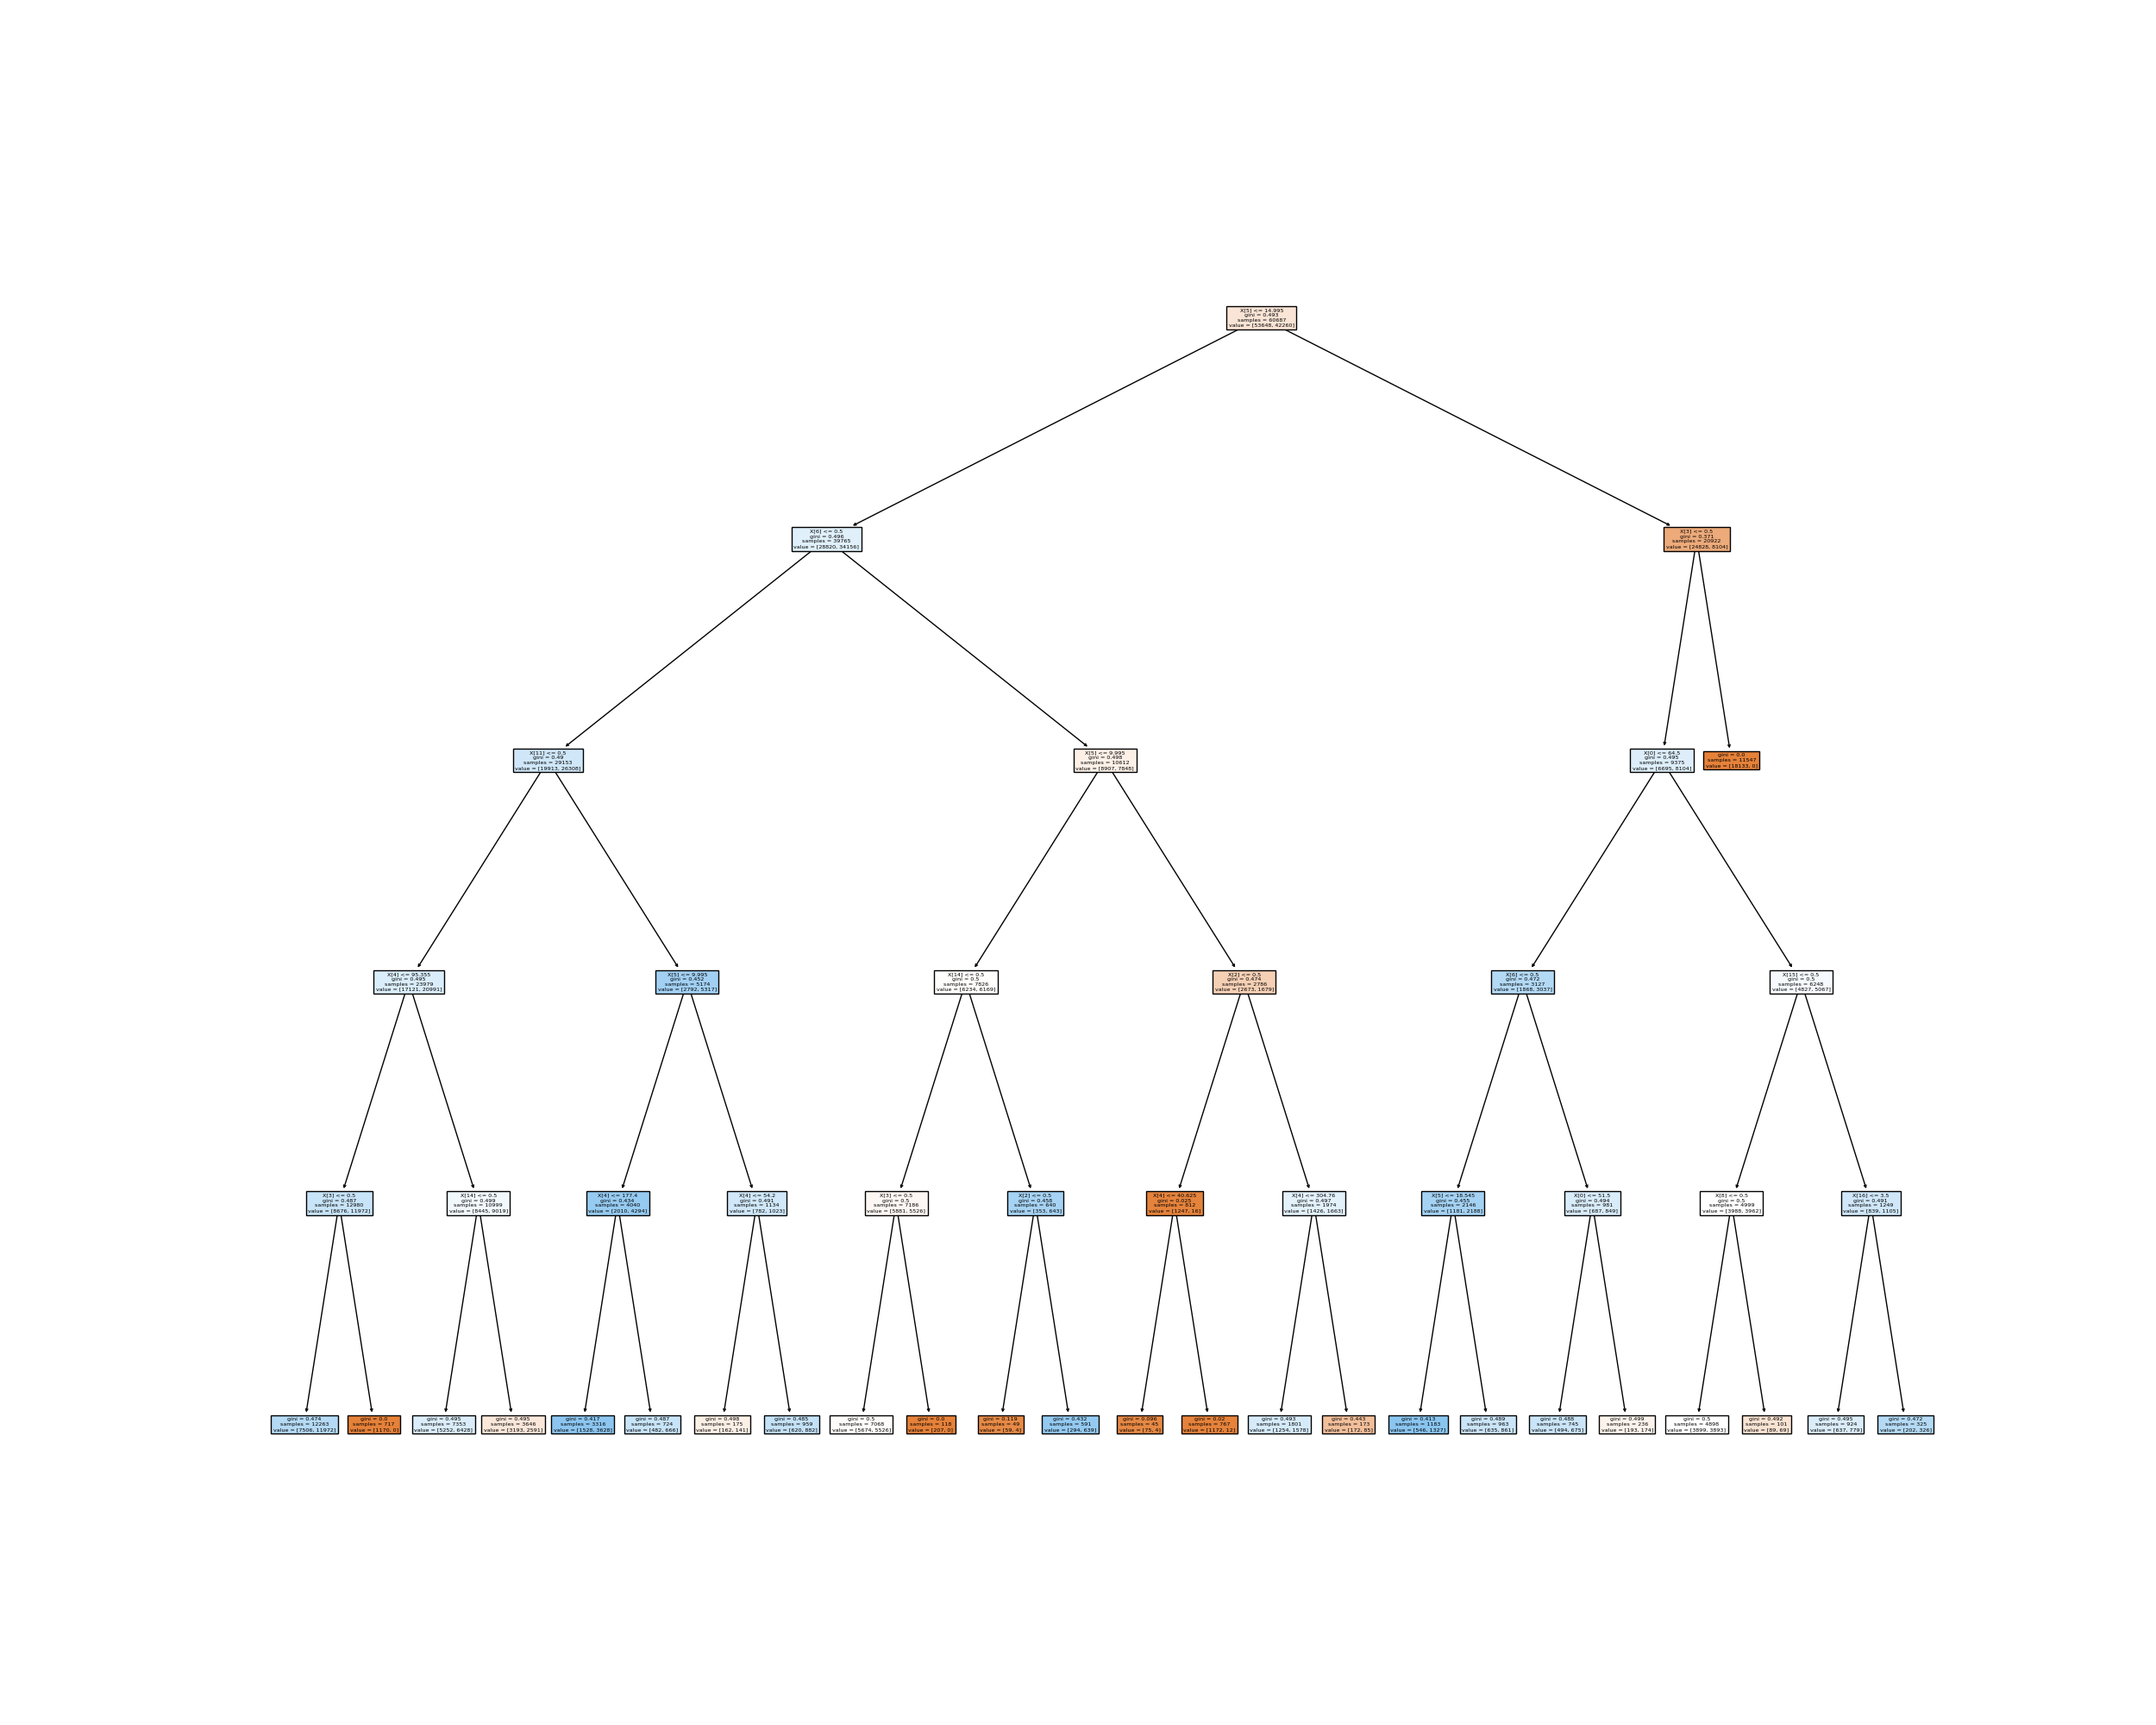 X[5] <= 14.995
gini = 0.493
samples = 60687
value = [53648, 42260]
X[6] <= 0.5
gini = 0.496
samples = 39765
value = [28820, 34156]
X[3] <= 0.5
gini = 0.371
samples = 20922
value = [24828, 8104]
X[11] <= 0.5
gini = 0.49
samples = 29153
value = [19913, 26308]
X[5] <= 9.995
gini = 0.498
samples = 10612
value = [8907, 7848]
X[0] <= 64.5
gini = 0.495
samples = 9375
value = [6695, 8104]
gini = 0.0
samples = 11547
value = [18133, 0]
X[4] <= 95.355
gini = 0.495
samples = 23979
value = [17121, 20991]
X[5] <= 9.995
gini = 0.452
samples = 5174
value = [2792, 5317]
X[14] <= 0.5
gini = 0.5
samples = 7826
value = [6234, 6169]
X[2] <= 0.5
gini = 0.474
samples = 2786
value = [2673, 1679]
X[6] <= 0.5
gini = 0.472
samples = 3127
value = [1868, 3037]
X[15] <= 0.5
gini = 0.5
samples = 6248
value = [4827, 5067]
X[3] <= 0.5
gini = 0.487
samples = 12980
value = [8676, 11972]
X[14] <= 0.5
gini = 0.499
samples = 10999
value = [8445, 9019]
X[4] <= 177.4
gini = 0.434
samples = 4040
value = [2010, 4294]
X[4] <= 54.2
gini = 0.491
samples = 1134
value = [782, 1023]
X[3] <= 0.5
gini = 0.5
samples = 7186
value = [5881, 5526]
X[2] <= 0.5
gini = 0.458
samples = 640
value = [353, 643]
X[4] <= 40.625
gini = 0.025
samples = 812
value = [1247, 16]
X[4] <= 304.76
gini = 0.497
samples = 1974
value = [1426, 1663]
X[5] <= 18.545
gini = 0.455
samples = 2146
value = [1181, 2188]
X[0] <= 51.5
gini = 0.494
samples = 981
value = [687, 849]
X[8] <= 0.5
gini = 0.5
samples = 4999
value = [3988, 3962]
X[16] <= 3.5
gini = 0.491
samples = 1249
value = [839, 1105]
gini = 0.474
samples = 12263
value = [7506, 11972]
gini = 0.0
samples = 717
value = [1170, 0]
gini = 0.495
samples = 7353
value = [5252, 6428]
gini = 0.495
samples = 3646
value = [3193, 2591]
gini = 0.417
samples = 3316
value = [1528, 3628]
gini = 0.487
samples = 724
value = [482, 666]
gini = 0.498
samples = 175
value = [162, 141]
gini = 0.485
samples = 959
value = [620, 882]
gini = 0.5
samples = 7068
value = [5674, 5526]
gini = 0.0
samples = 118
value = [207, 0]
gini = 0.119
samples = 49
value = [59, 4]
gini = 0.432
samples = 591
value = [294, 639]
gini = 0.096
samples = 45
value = [75, 4]
gini = 0.02
samples = 767
value = [1172, 12]
gini = 0.493
samples = 1801
value = [1254, 1578]
gini = 0.443
samples = 173
value = [172, 85]
gini = 0.413
samples = 1183
value = [546, 1327]
gini = 0.489
samples = 963
value = [635, 861]
gini = 0.488
samples = 745
value = [494, 675]
gini = 0.499
samples = 236
value = [193, 174]
gini = 0.5
samples = 4898
value = [3899, 3893]
gini = 0.492
samples = 101
value = [89, 69]
gini = 0.495
samples = 924
value = [637, 779]
gini = 0.472
samples = 325
value = [202, 326]